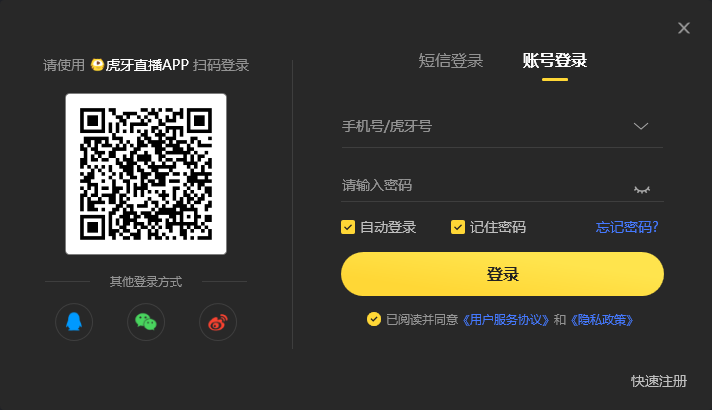 请使用 虎牙直播APP 扫码登录
其他登录方式
短信登录 账号登录
手机号/虎牙号
请输入密码
自动登录 记住密码 忘记密码?
登录
已阅读并同意《用户服务协议》和《隐私政策》
快速注册